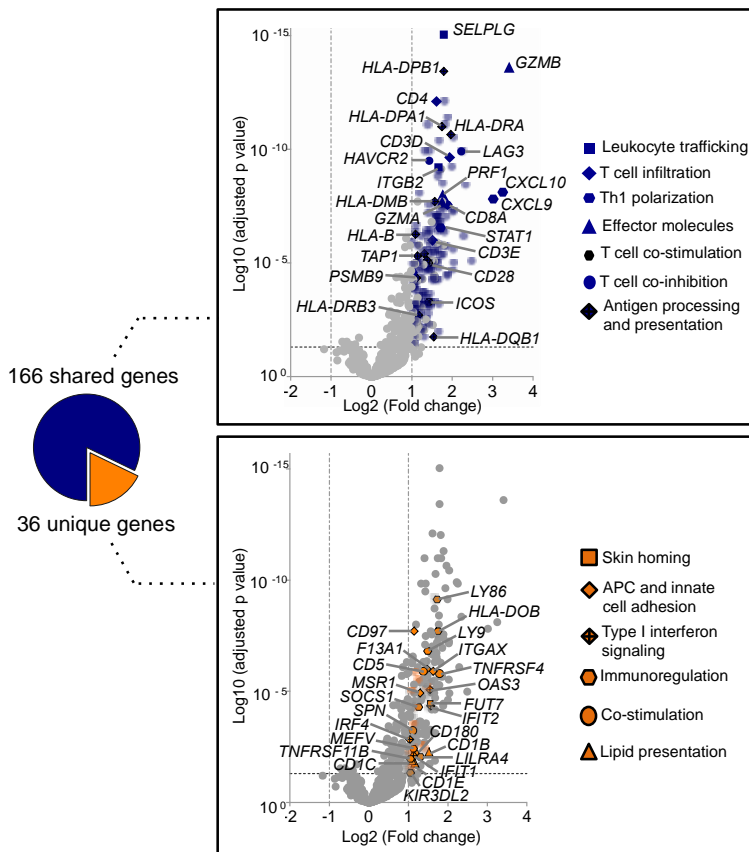 10 -15
10 -10
10 -5
10 0
Log10 (adjusted p value)
SELPLG
GZMB
HLA-DPB1
CD4
HLA-DPA1
HLA-DRA
CD3D
LAG3
HAVCR2
ITGB2
PRF1
CXCL10
HLA-DMB
CXCL9
GZMA
CD8A
HLA-B
STAT1
TAP1
CD3E
PSMB9
CD28
HLA-DRB3
ICOS
HLA-DQB1
-2 -1 0 1 2 3 4
Log2 (Fold change)
Leukocyte trafficking
T cell infiltration
Th1 polarization
Effector molecules
T cell co-stimulation
T cell co-inhibition
Antigen processing
and presentation
166 shared genes
36 unique genes
10 -15
10 -10
10 -5
10 0
Log10 (adjusted p value)
LY86
HLA-DOB
CD97
LY9
F13A1
ITGAX
CD5
TNFRSF4
MSR1
OAS3
SOCS1
FUT7
SPN
IFIT2
IRF4
CD180
MEFV
CD1B
TNFRSF11B
LILRA4
CD1C
IFIT1
CD1E
KIR3DL2
-2 -1 0 1 2 3 4
Log2 (Fold change)
Skin homing
APC and innate
cell adhesion
Type I interferon
signaling
Immunoregulation
Co-stimulation
Lipid presentation